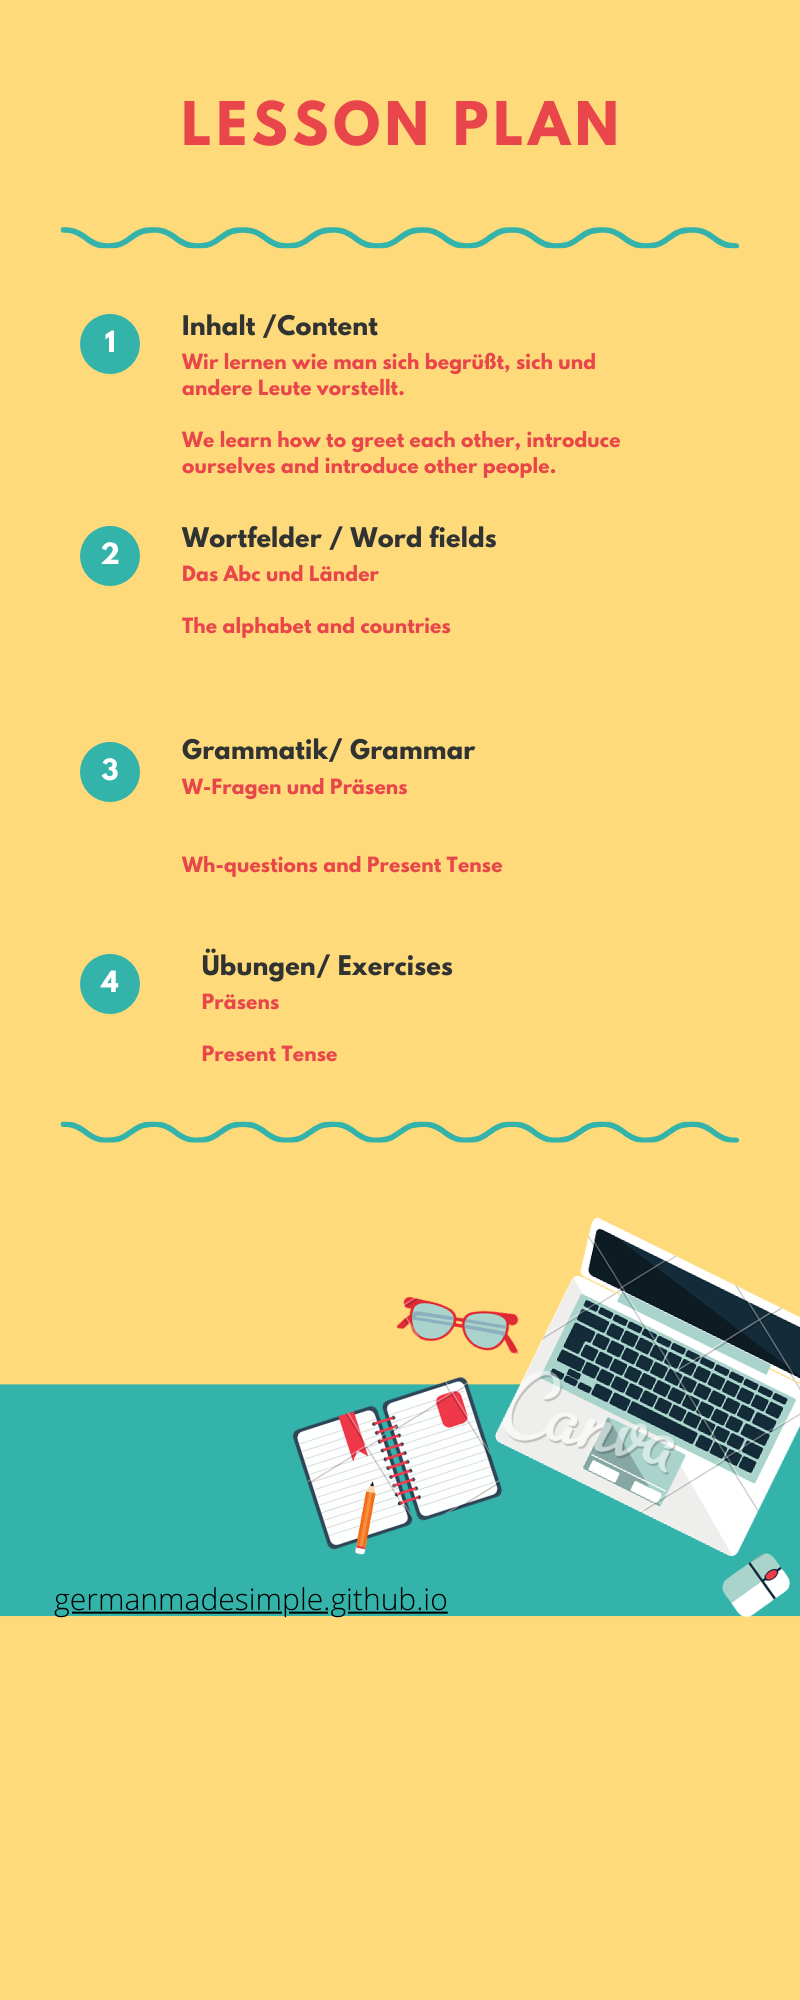 LESSON PLAN
1
Inhalt /Content
Wir lernen wie man sich begrüßt, sich und
andere Leute vorstellt.
We learn how to greet each other, introduce
ourselves and introduce other people.
2
Wortfelder / Word fields
Das Abc und Länder
The alphabet and countries
3
Grammatik/ Grammar
W-Fragen und Präsens
Wh-questions and Present Tense
4
Übungen/ Exercises
Präsens
Present Tense
Canva
germanmadesimple.github.io